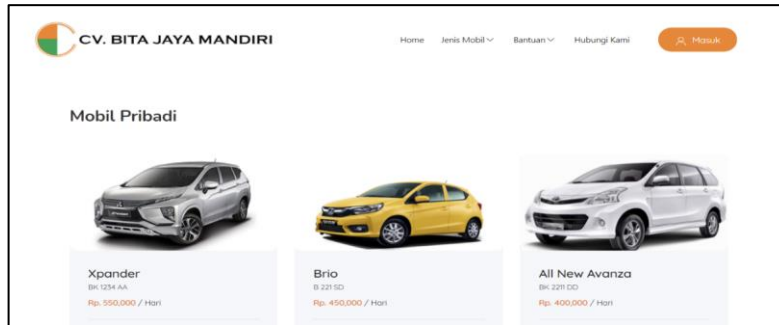 CV. BITA JAYA MANDIRI
Home Jenis Mobil Bantuan Hubungi Kami Masuk
Mobil Pribadi
Xpander Brio All New Avanza
BK 1234 AA B 221 SD BK 2211 DD
Rp. 550,000 / Hari Rp. 450,000 / Hari Rp. 400,000 / Hari